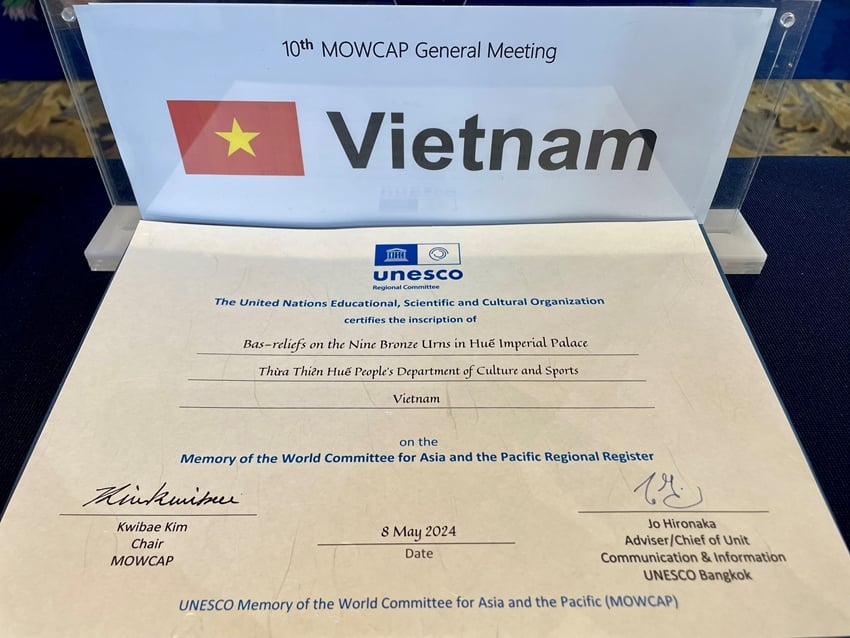 10th MOWCAP General Meeting
Vietnam
unesco
Regional Committee
The United Nations Educational, Scientific and Cultural Organization
certifies the inscription of
Bas-reliefs on the Nine Bronze Urns in Huế Imperial Palace
Thừa Thiên Huế People's Department of Culture and Sports
Vietnam
on the
Memory of the World Committee for Asia and the Pacific Regional Register
Kwibae Kim
Chair
MOWCAP
8 May 2024
Date
Jo Hironaka
Adviser/Chief of Unit
Communication & Information
UNESCO Bangkok
UNESCO Memory of the World Committee for Asia and the Pacific (MOWCAP)